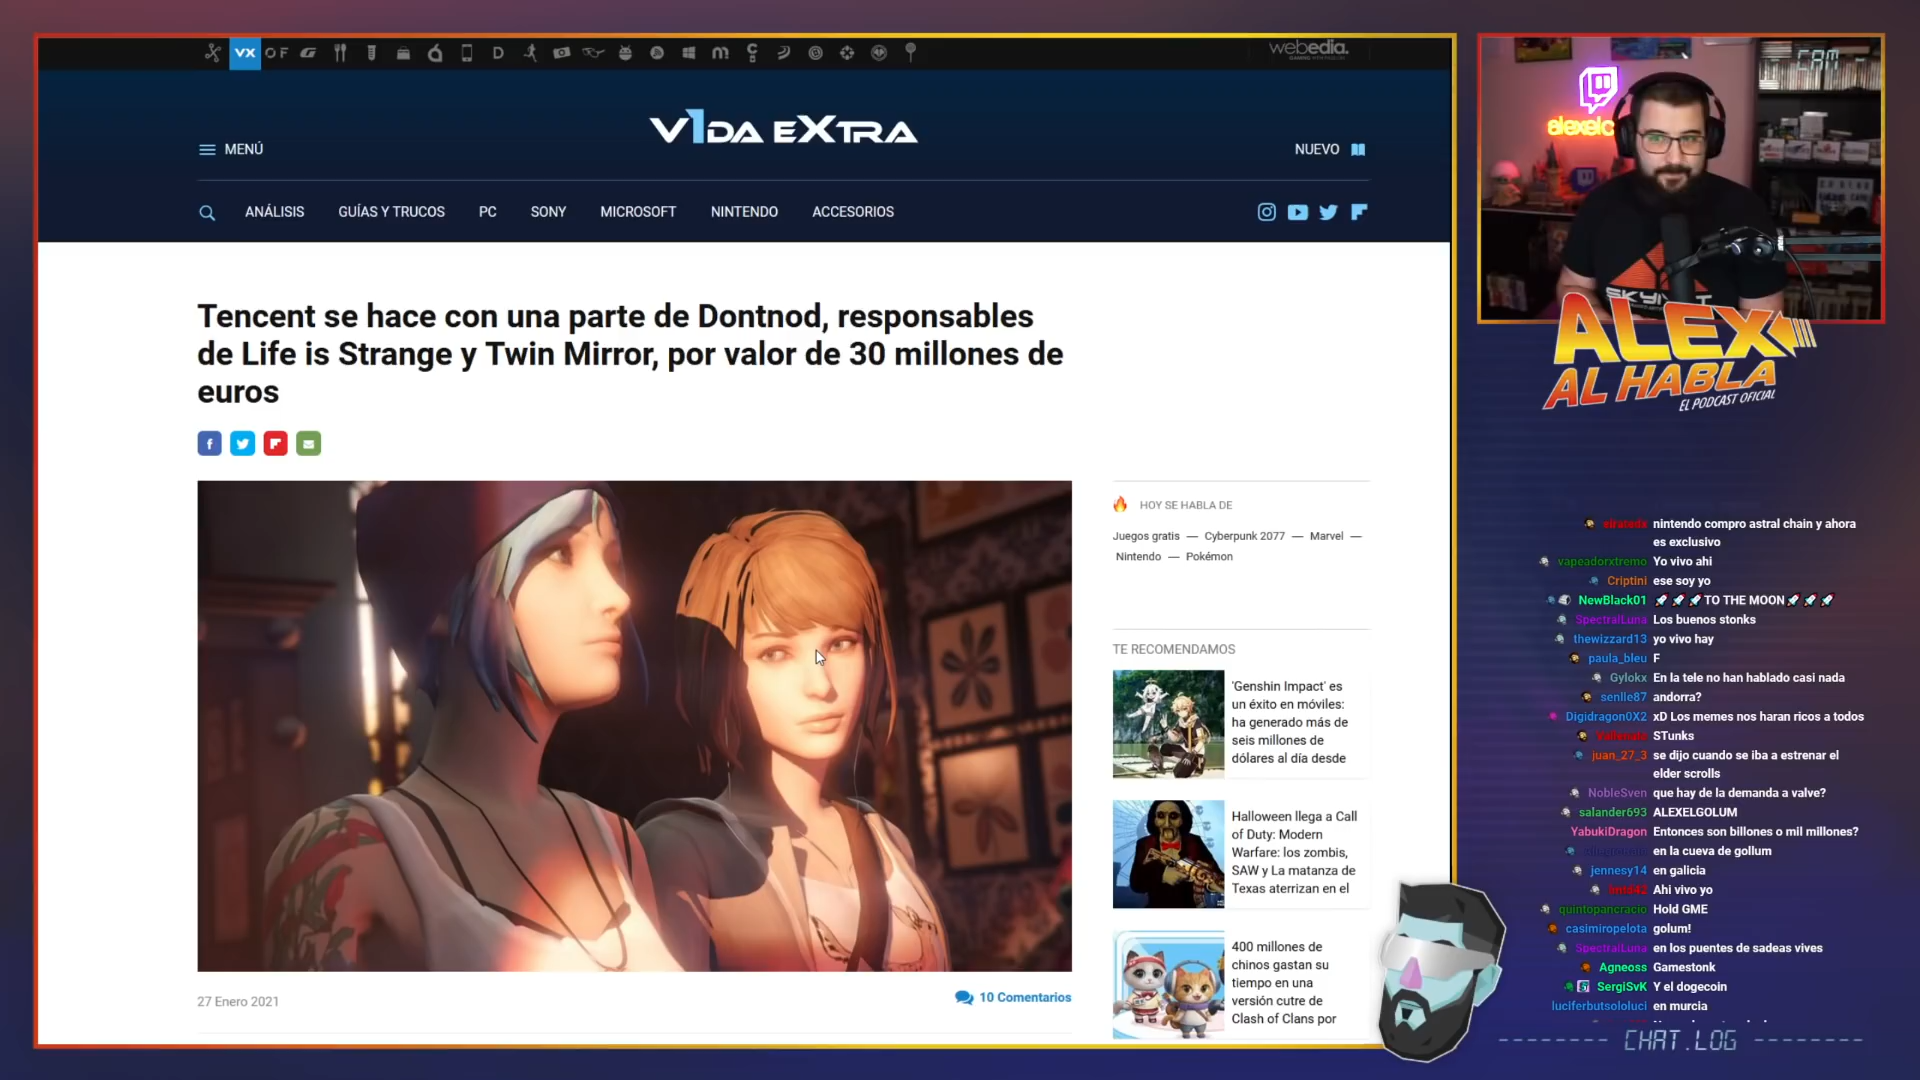 VX
OF
D
webedia.
MENÚ
V1DA EXTRA
NUEVO
ANÁLISIS
GUÍAS Y TRUCOS
PC
SONY
MICROSOFT
NINTENDO
ACCESORIOS
Tencent se hace con una parte de Dontnod, responsables
de Life is Strange y Twin Mirror, por valor de 30 millones de
euros
HOY SE HABLA DE
Juegos gratis — Cyberpunk 2077 — Marvel —
Nintendo — Pokémon
TE RECOMENDAMOS
'Genshin Impact' es
un éxito en móviles:
ha generado más de
seis millones de
dólares al día desde
Halloween llega a Call
of Duty: Modern
Warfare: los zombis,
SAW y La matanza de
Texas aterrizan en el
400 millones de
chinos gastan su
tiempo en una
versión cutre de
Clash of Clans por
27 Enero 2021
10 Comentarios
- CAM -
alexelc
ALEX
AL HABLA
EL PODCAST OFICIAL
nintendo compro astral chain y ahora
es exclusivo
vapeadorxtremo Yo vivo ahi
Criptini ese soy yo
NewBlack01 🚀🚀🚀TO THE MOON🚀🚀🚀
SpectralLuna Los buenos stonks
thewizzard13 yo vivo hay
paula_bleu F
Gylokx En la tele no han hablado casi nada
senlle87 andorra?
Digidragon0X2 xD Los memes nos haran ricos a todos
STunks
juan_27_3 se dijo cuando se iba a estrenar el
elder scrolls
NobleSven que hay de la demanda a valve?
salander693 ALEXELGOLUM
YabukiDragon Entonces son billones o mil millones?
en la cueva de gollum
jennesy14 en galicia
Ahi vivo yo
quintopancracio Hold GME
casimiropelota golum!
SpectralLuna en los puentes de sadeas vives
Agneoss Gamestonk
SergiSvK Y el dogecoin
luciferbutsololuci en murcia
-------- CHAT.LOG --------